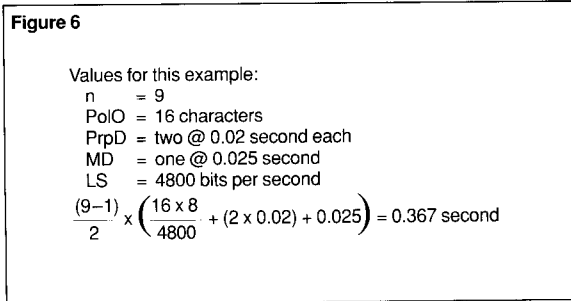 Figure 6
Values for this example:
n = 9
PolO = 16 characters
PrpD = two @ 0.02 second each
MD = one @ 0.025 second
LS = 4800 bits per second
(9–1)/2 x (16 x 8/4800 + (2 x 0.02) + 0.025) = 0.367 second